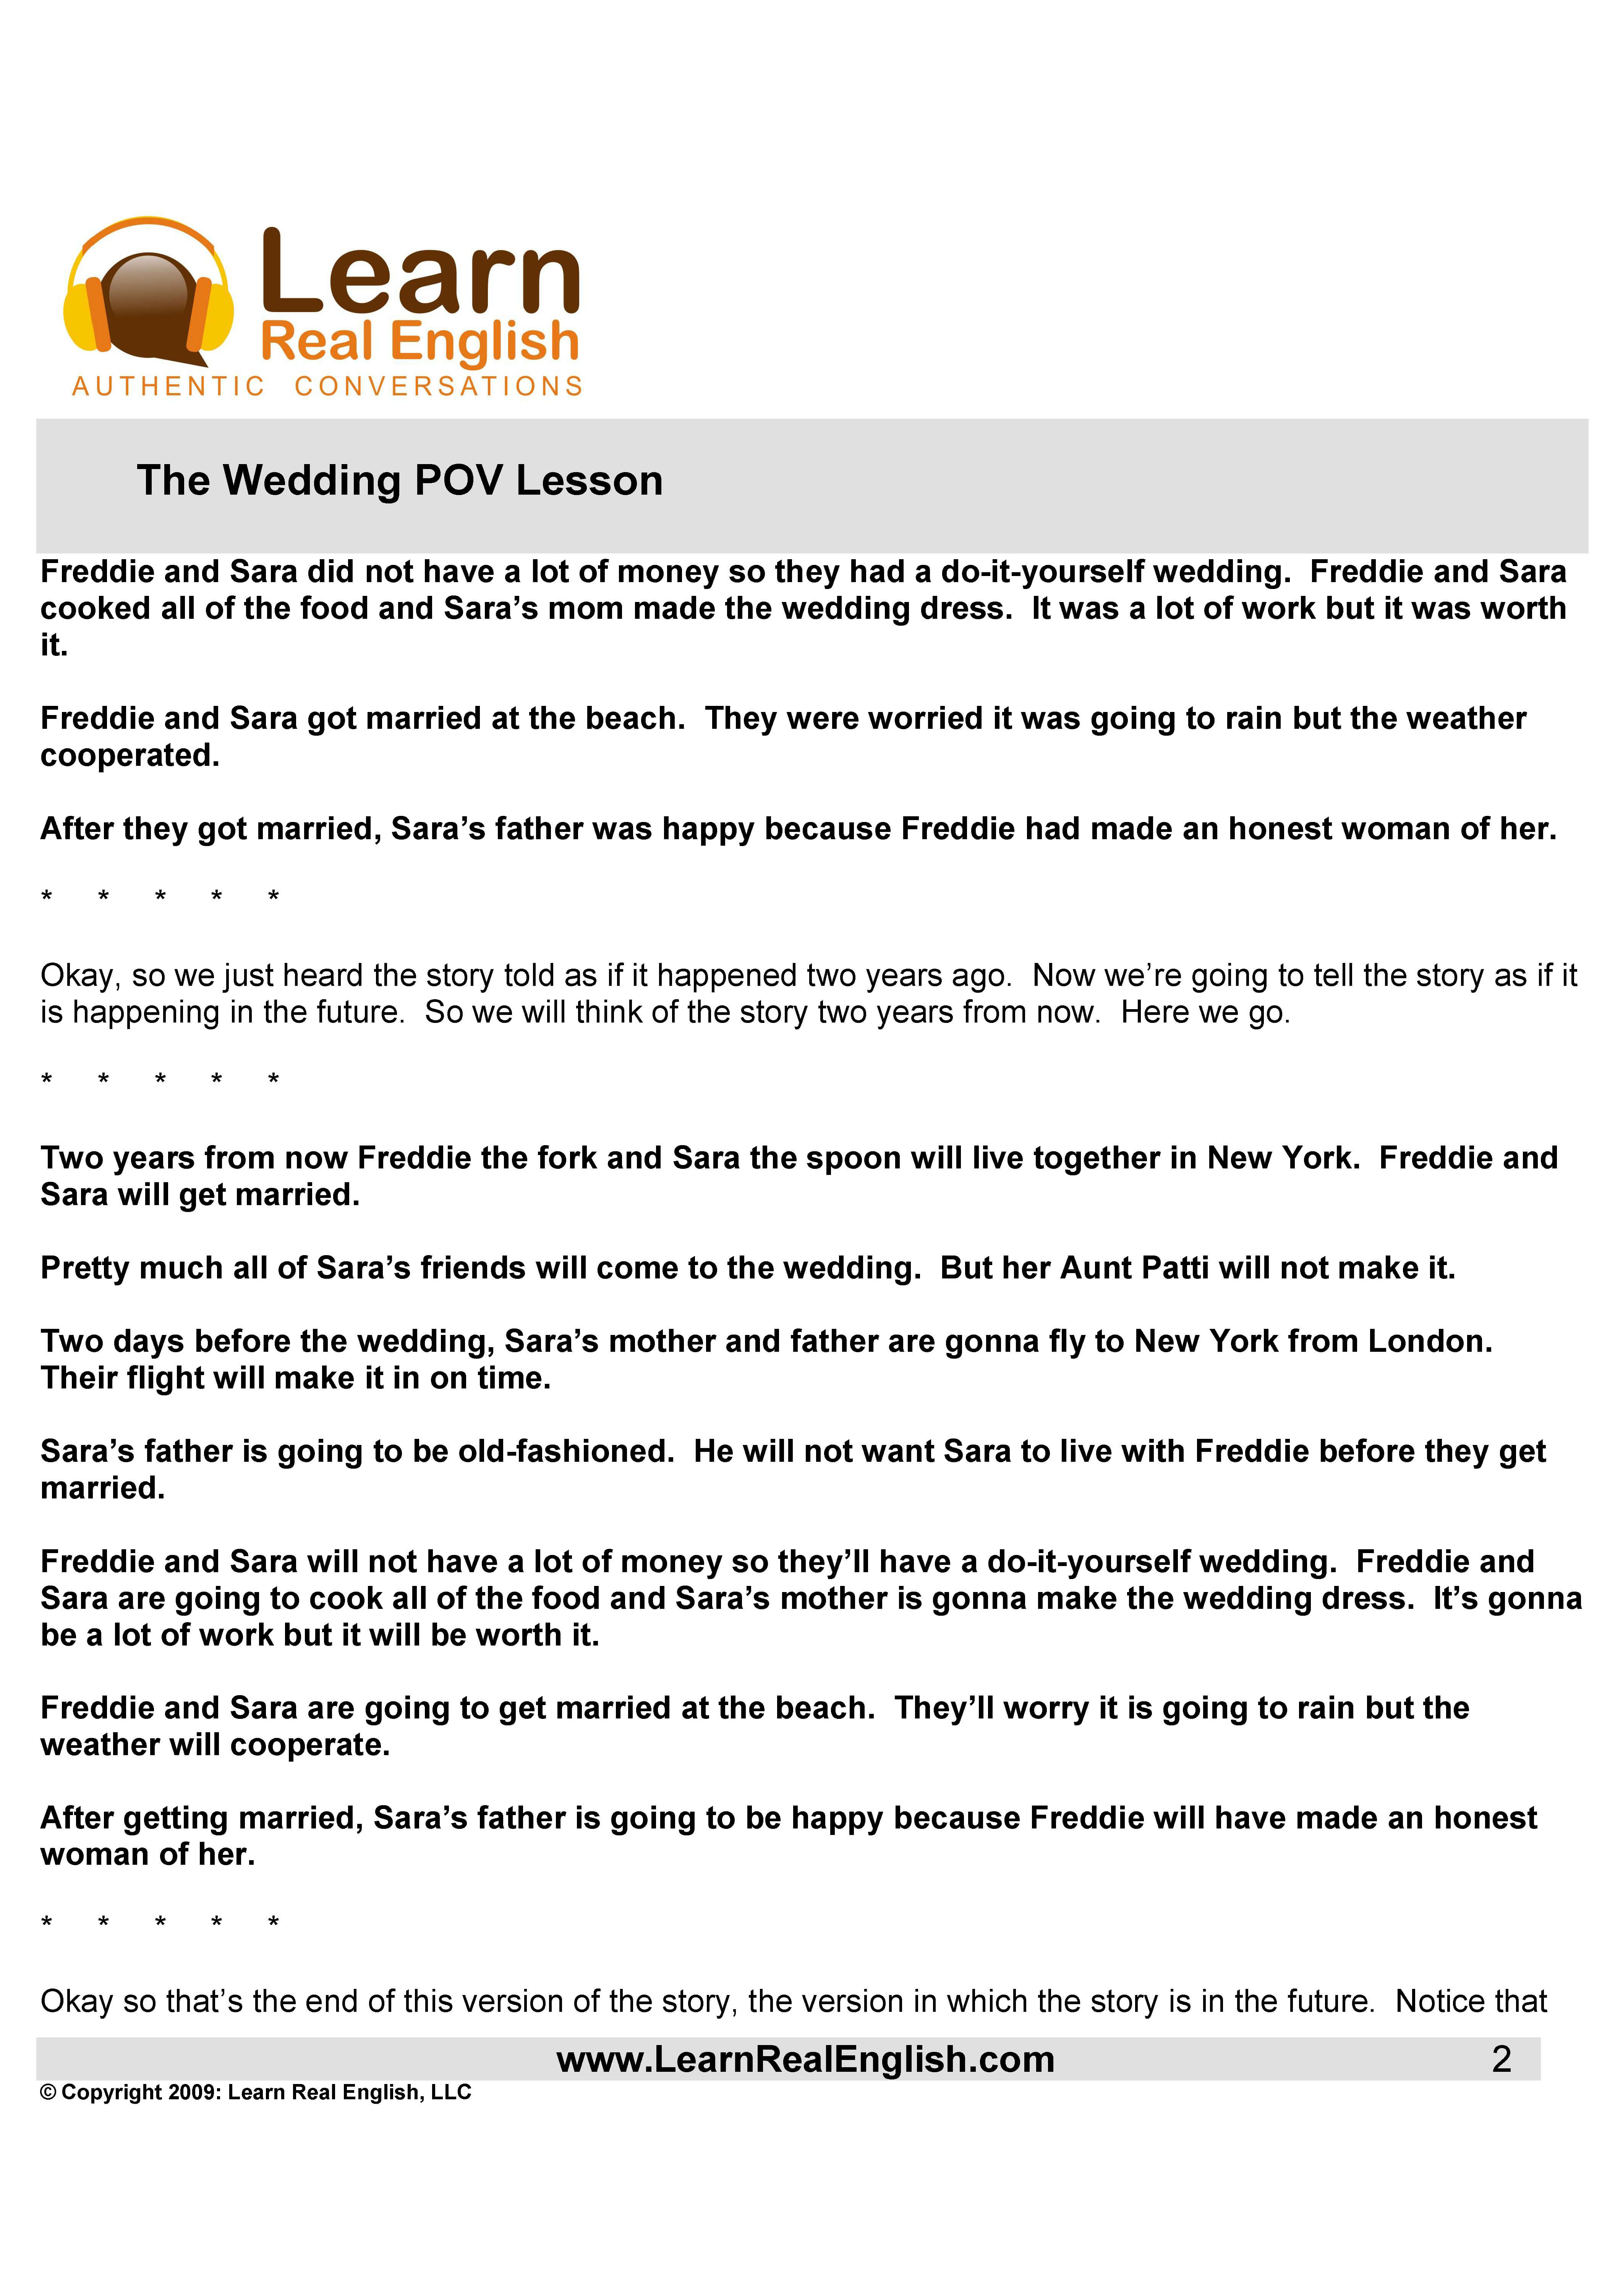 Learn
Real English
AUTHENTIC CONVERSATIONS
The Wedding POV Lesson
Freddie and Sara did not have a lot of money so they had a do-it-yourself wedding.  Freddie and Sara
cooked all of the food and Sara’s mom made the wedding dress.  It was a lot of work but it was worth
it.
Freddie and Sara got married at the beach.  They were worried it was going to rain but the weather
cooperated.
After they got married, Sara’s father was happy because Freddie had made an honest woman of her.
* * * * *
Okay, so we just heard the story told as if it happened two years ago.  Now we’re going to tell the story as if it
is happening in the future.  So we will think of the story two years from now.  Here we go.
* * * * *
Two years from now Freddie the fork and Sara the spoon will live together in New York.  Freddie and
Sara will get married.
Pretty much all of Sara’s friends will come to the wedding.  But her Aunt Patti will not make it.
Two days before the wedding, Sara’s mother and father are gonna fly to New York from London.
Their flight will make it in on time.
Sara’s father is going to be old-fashioned.  He will not want Sara to live with Freddie before they get
married.
Freddie and Sara will not have a lot of money so they’ll have a do-it-yourself wedding.  Freddie and
Sara are going to cook all of the food and Sara’s mother is gonna make the wedding dress.  It’s gonna
be a lot of work but it will be worth it.
Freddie and Sara are going to get married at the beach.  They’ll worry it is going to rain but the
weather will cooperate.
After getting married, Sara’s father is going to be happy because Freddie will have made an honest
woman of her.
* * * * *
Okay so that’s the end of this version of the story, the version in which the story is in the future.  Notice that
www.LearnRealEnglish.com 2
© Copyright 2009: Learn Real English, LLC